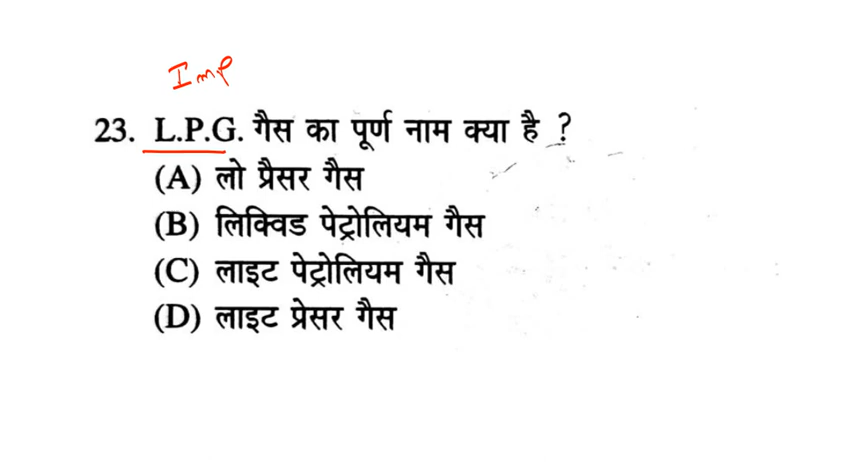 Imp
23. L.P.G. गैस का पूर्ण नाम क्या है ?
(A) लो प्रैसर गैस
(B) लिक्विड पेट्रोलियम गैस
(C) लाइट पेट्रोलियम गैस
(D) लाइट प्रेसर गैस